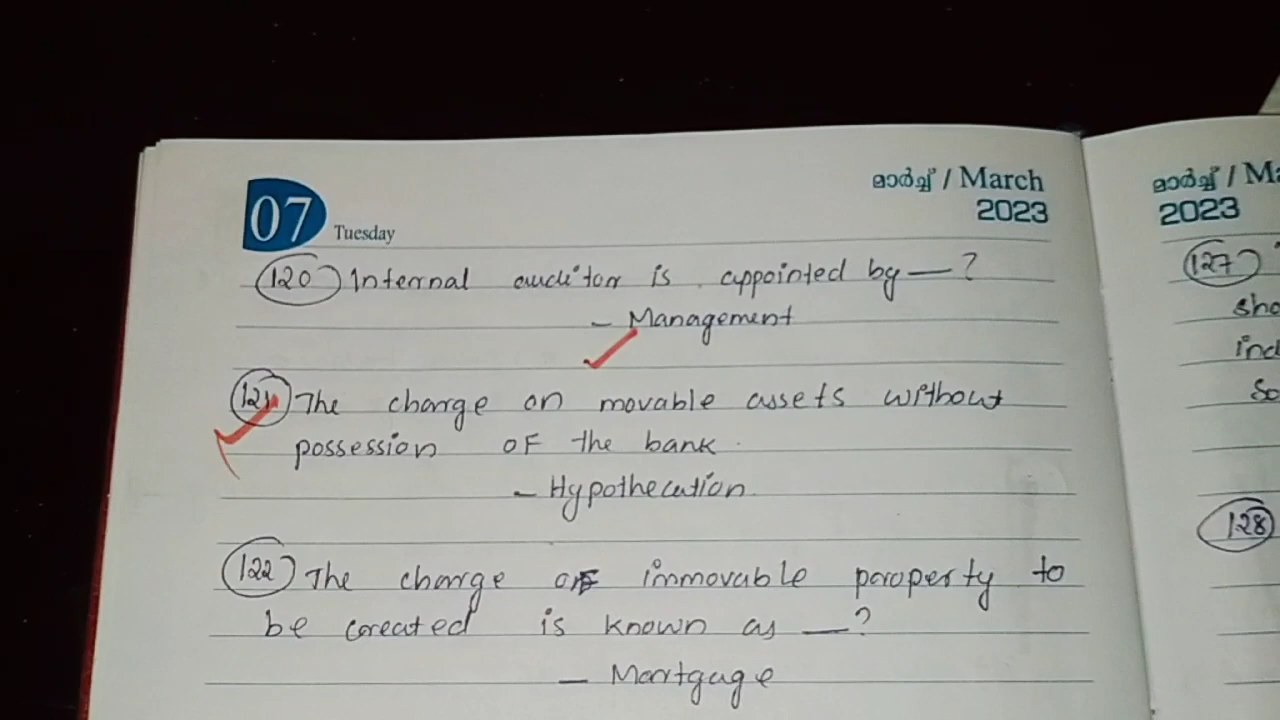 07 Tuesday
മാർച്ച് / March
2023
120 Internal auditor is appointed by — ?
– Management
121 The charge on movable assets without
possession of the bank.
– Hypothecation.
122 The charge of immovable property to
be created is known as — ?
– Mortgage
മാർച്ച് /
2023
127
128